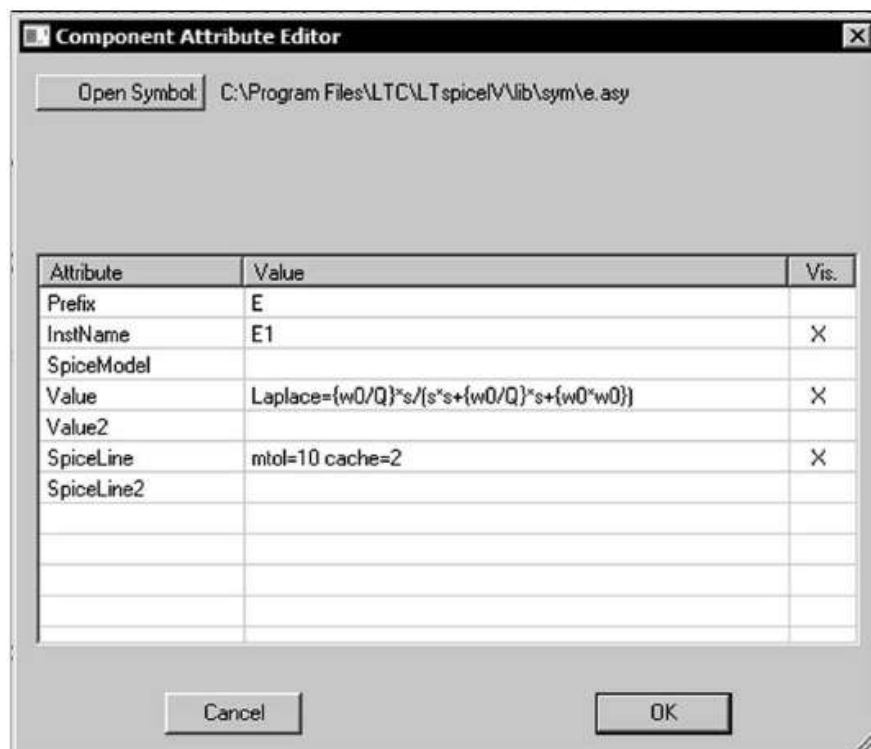 Component Attribute Editor
Open Symbol: C:\Program Files\LTC\LTspiceIV\lib\sym\e.asy
Attribute Value Vis.
Prefix E
InstName E1 X
SpiceModel
Value Laplace={w0/Q}*s/(s*s+{w0/Q}*s+{w0*w0}) X
Value2
SpiceLine mtol=10 cache=2 X
SpiceLine2
Cancel OK